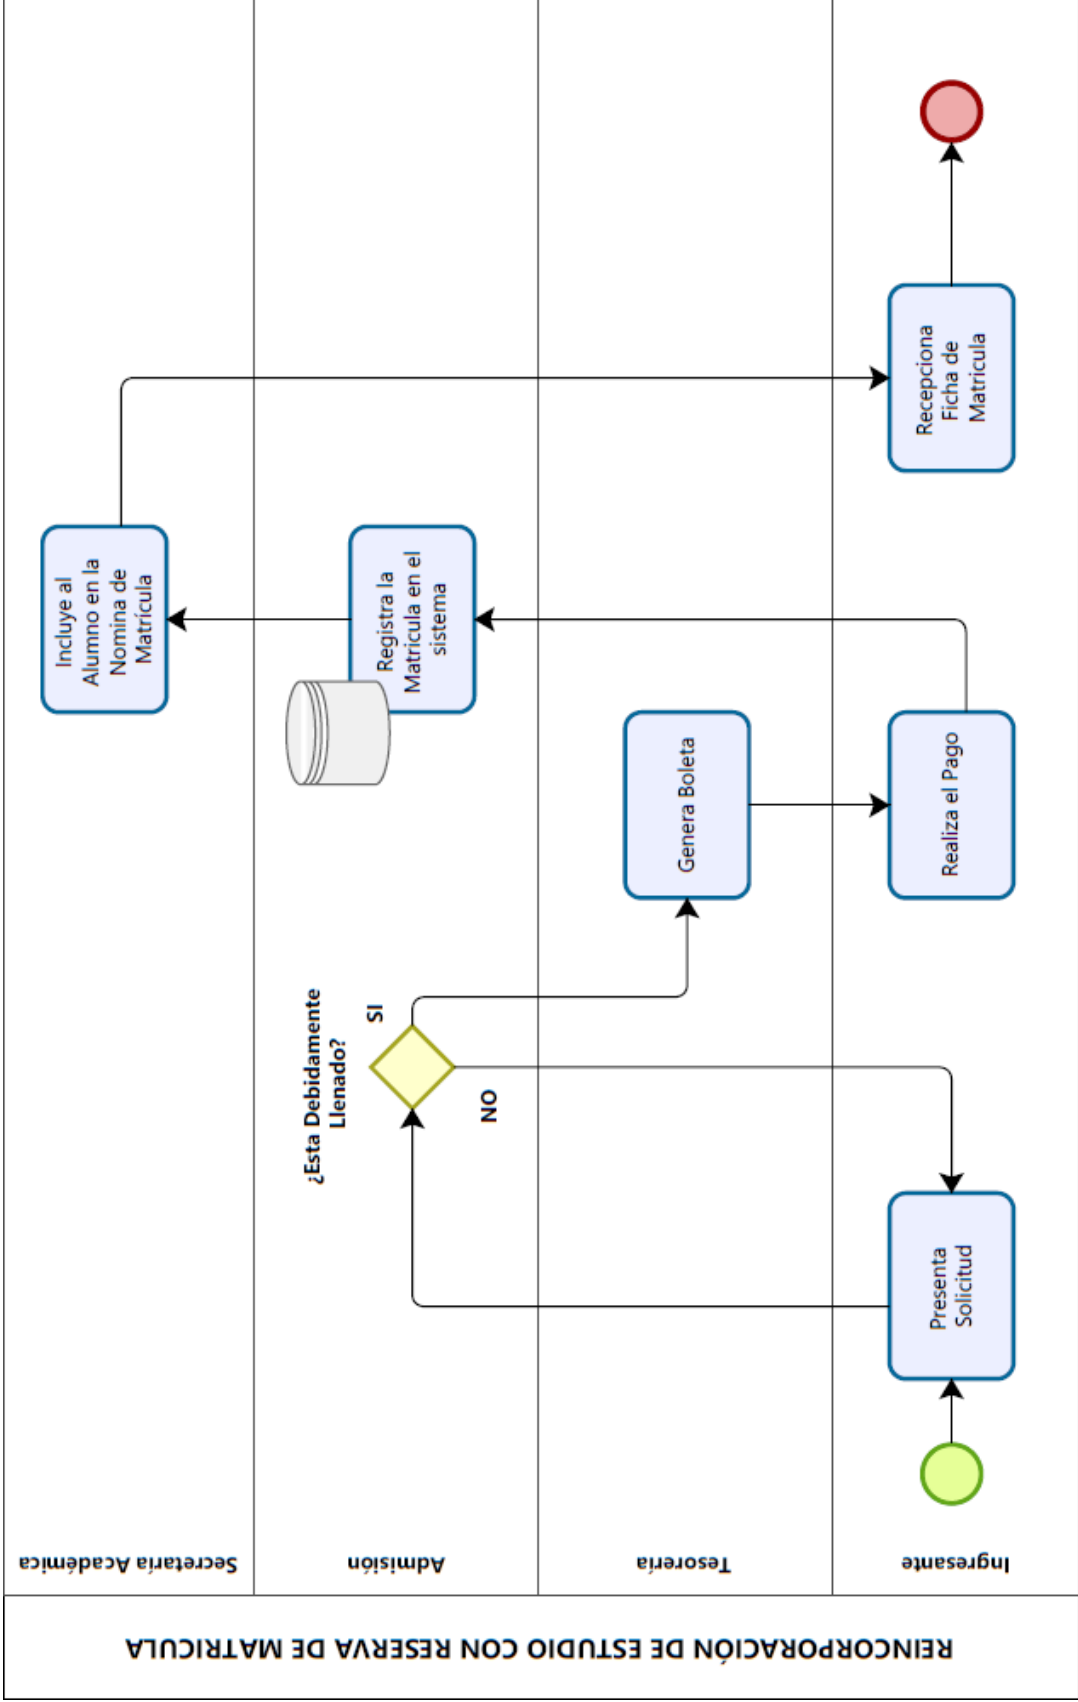 REINCORPORACIÓN DE ESTUDIO CON RESERVA DE MATRICULA
Secretaría Académica
Incluye al
Alumno en la
Nomina de
Matrícula
Admisión
¿Esta Debidamente
Llenado?
SI
NO
Registra la
Matricula en el
sistema
Tesorería
Genera Boleta
Ingresante
Presenta
Solicitud
Realiza el Pago
Recepciona
Ficha de
Matricula